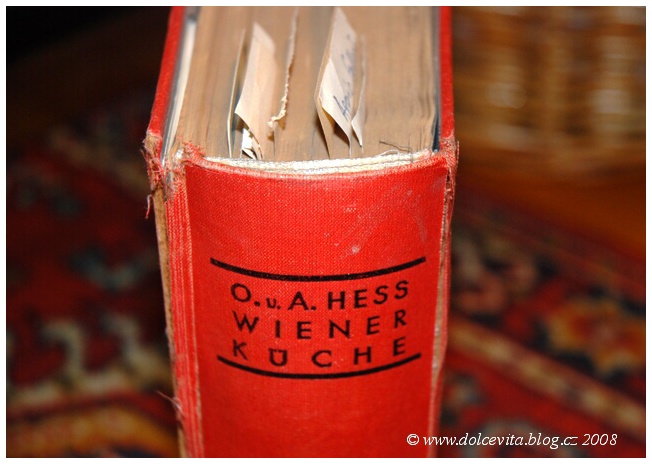 O. u. A. HESS
WIENER
KÜCHE
© www.dolcevita.blog.cz 2008